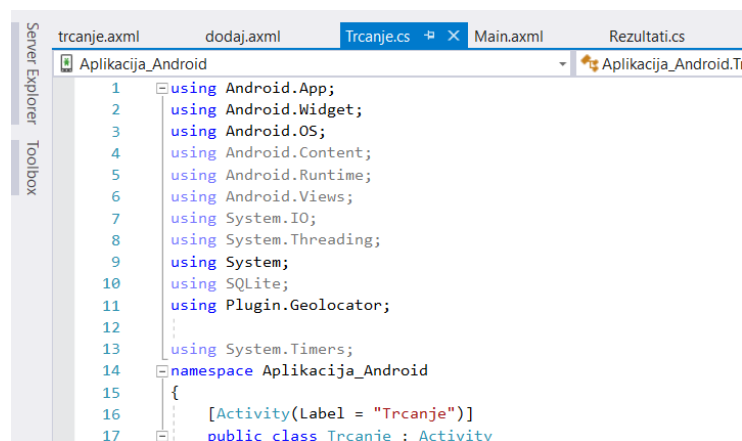 Server Explorer
Toolbox
trcanje.axml dodaj.axml Trcanje.cs Main.axml Rezultati.cs
Aplikacija_Android Aplikacija_Android.Tr
1 using Android.App;
2 using Android.Widget;
3 using Android.OS;
4 using Android.Content;
5 using Android.Runtime;
6 using Android.Views;
7 using System.IO;
8 using System.Threading;
9 using System;
10 using SQLite;
11 using Plugin.Geolocator;
12
13 using System.Timers;
14 namespace Aplikacija_Android
15 {
16 [Activity(Label = "Trcanje")]
17 public class Trcanje : Activity